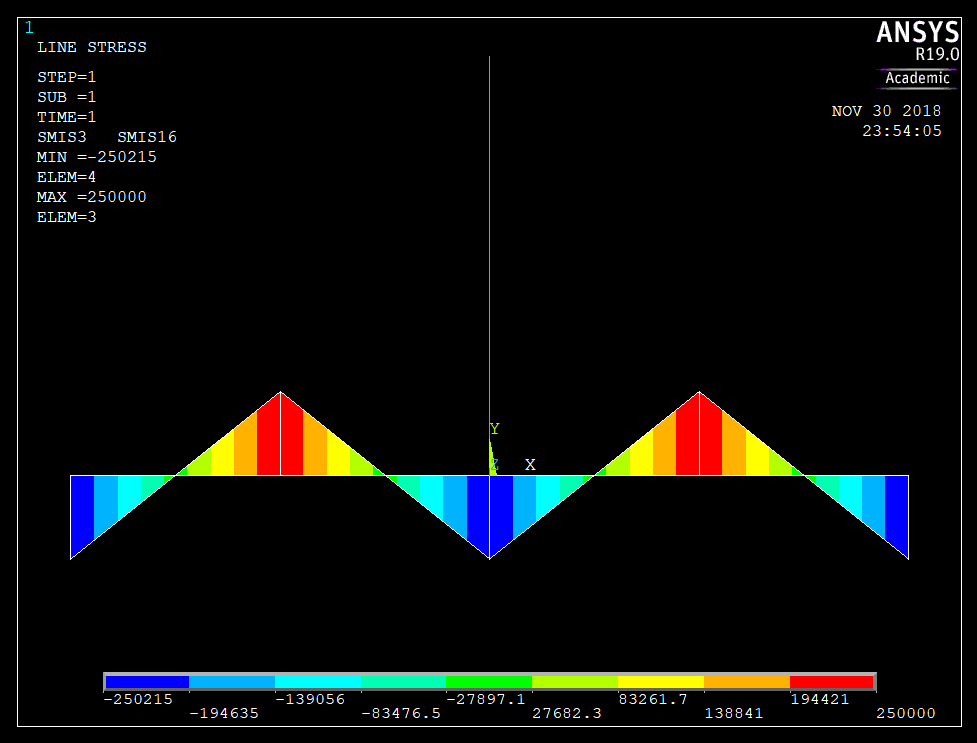 1
ANSYS
R19.0
Academic
LINE STRESS
STEP=1
SUB =1
TIME=1
SMIS3 SMIS16
MIN =-250215
ELEM=4
MAX =250000
ELEM=3
NOV 30 2018
23:54:05
Y
Z X
-250215 -139056 -27897.1 83261.7 194421
-194635 -83476.5 27682.3 138841 250000